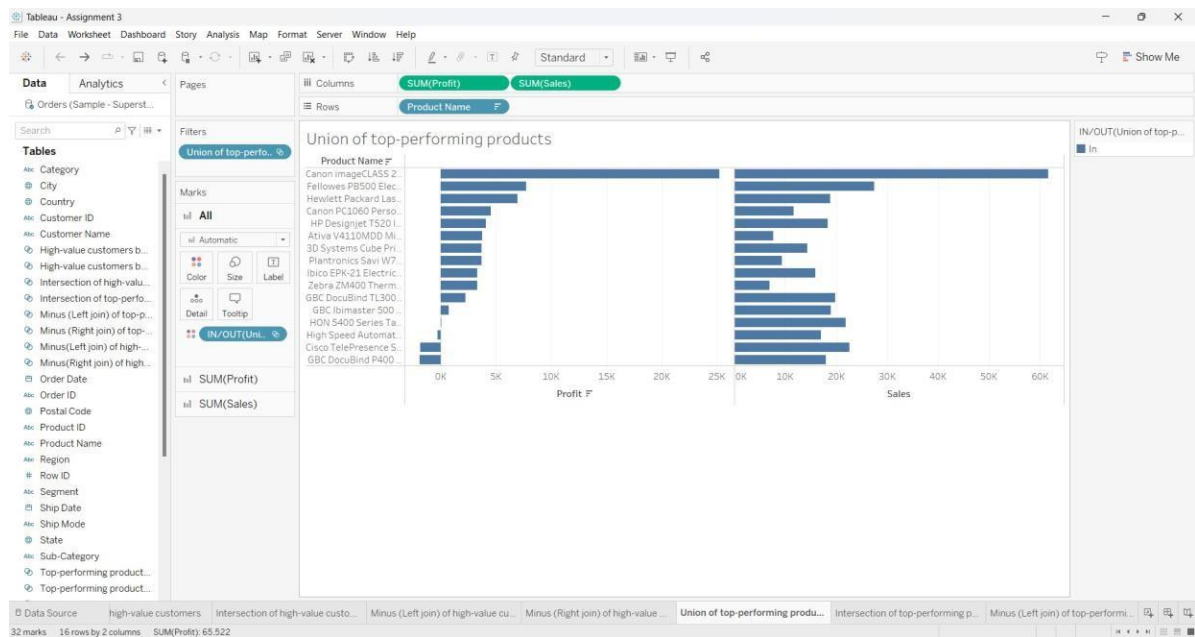 Tableau - Assignment 3
File Data Worksheet Dashboard Story Analysis Map Format Server Window Help
Standard
Show Me
Data Analytics
Pages
Columns SUM(Profit) SUM(Sales)
Orders (Sample - Superst...
Rows Product Name
Search
Tables
Abc Category
City
Country
Abc Customer ID
Abc Customer Name
High-value customers b...
High-value customers b...
Intersection of high-valu...
Intersection of top-perfo...
Minus (Left join) of top-p...
Minus (Right join) of top-...
Minus(Left join) of high-...
Minus(Right join) of high...
Order Date
Abc Order ID
Postal Code
Abc Product ID
Abc Product Name
Abc Region
# Row ID
Abc Segment
Ship Date
Abc Ship Mode
State
Abc Sub-Category
Top-performing product...
Top-performing product...
Filters
Union of top-perfo..
Marks
All
Automatic
Color Size Label
Detail Tooltip
IN/OUT(Uni..
SUM(Profit)
SUM(Sales)
Union of top-performing products
Product Name
Canon imageCLASS 2..
Fellowes PB500 Elec..
Hewlett Packard Las..
Canon PC1060 Perso..
HP Designjet T520 I..
Ativa V4110MDD Mi..
3D Systems Cube Pri..
Plantronics Savi W7..
Ibico EPK-21 Electric..
Zebra ZM400 Therm..
GBC DocuBind TL300..
GBC Ibimaster 500 ..
HON 5400 Series Ta..
High Speed Automat..
Cisco TelePresence S..
GBC DocuBind P400 ..
0K 5K 10K 15K 20K 25K 0K 10K 20K 30K 40K 50K 60K
Profit Sales
IN/OUT(Union of top-p...
In
Data Source high-value customers Intersection of high-value custo... Minus (Left join) of high-value cu... Minus (Right join) of high-value ... Union of top-performing produ... Intersection of top-performing p... Minus (Left join) of top-performi...
32 marks 16 rows by 2 columns SUM(Profit): 65.522